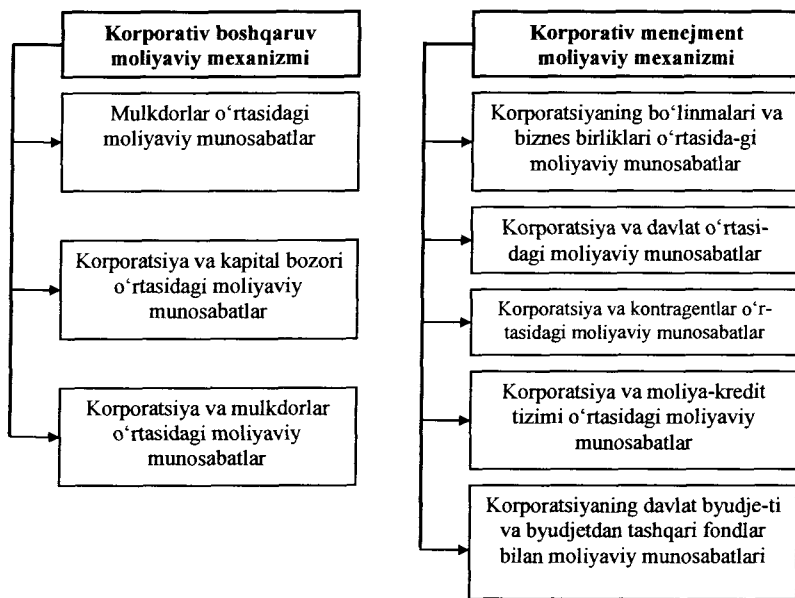 Korporativ boshqaruv
moliyaviy mexanizmi
Mulkdorlar o‘rtasidagi
moliyaviy munosabatlar
Korporatsiya va kapital bozori
o‘rtasidagi moliyaviy
munosabatlar
Korporatsiya va mulkdorlar
o‘rtasidagi moliyaviy
munosabatlar
Korporativ menejment
moliyaviy mexanizmi
Korporatsiyaning bo‘linmalari va
biznes birliklari o‘rtasida-gi
moliyaviy munosabatlar
Korporatsiya va davlat o‘rtasi-
dagi moliyaviy munosabatlar
Korporatsiya va kontragentlar o‘r-
tasidagi moliyaviy munosabatlar
Korporatsiya va moliya-kredit
tizimi o‘rtasidagi moliyaviy
munosabatlar
Korporatsiyaning davlat byudje-ti
va byudjetdan tashqari fondlar
bilan moliyaviy munosabatlari